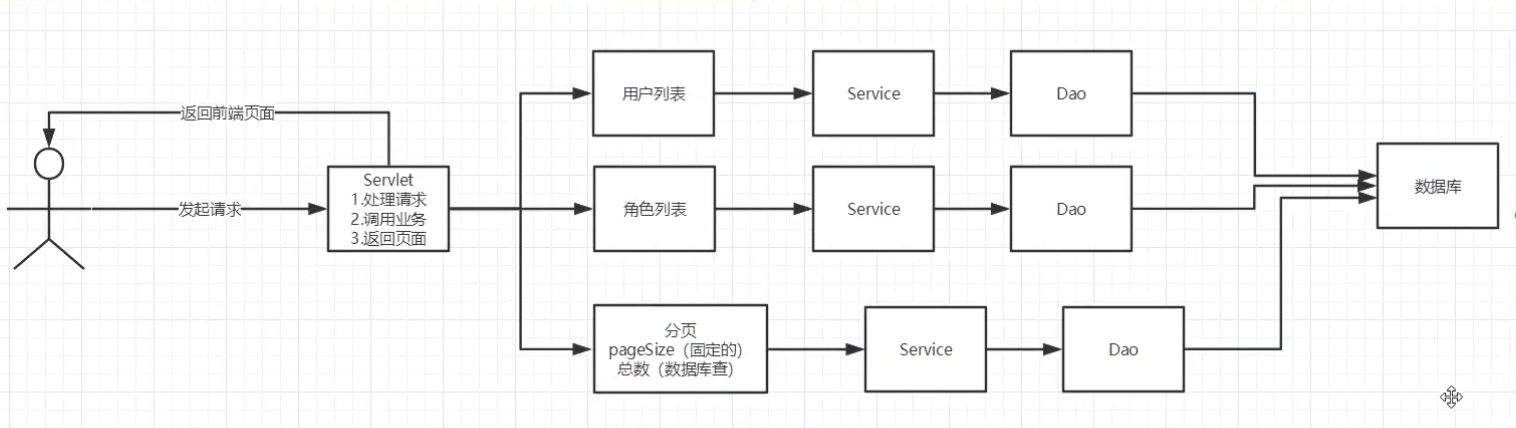 返回前端页面
发起请求
Servlet
1.处理请求
2.调用业务
3.返回页面
用户列表
Service
Dao
角色列表
Service
Dao
分页
pageSize（固定的）
总数（数据库查）
Service
Dao
数据库